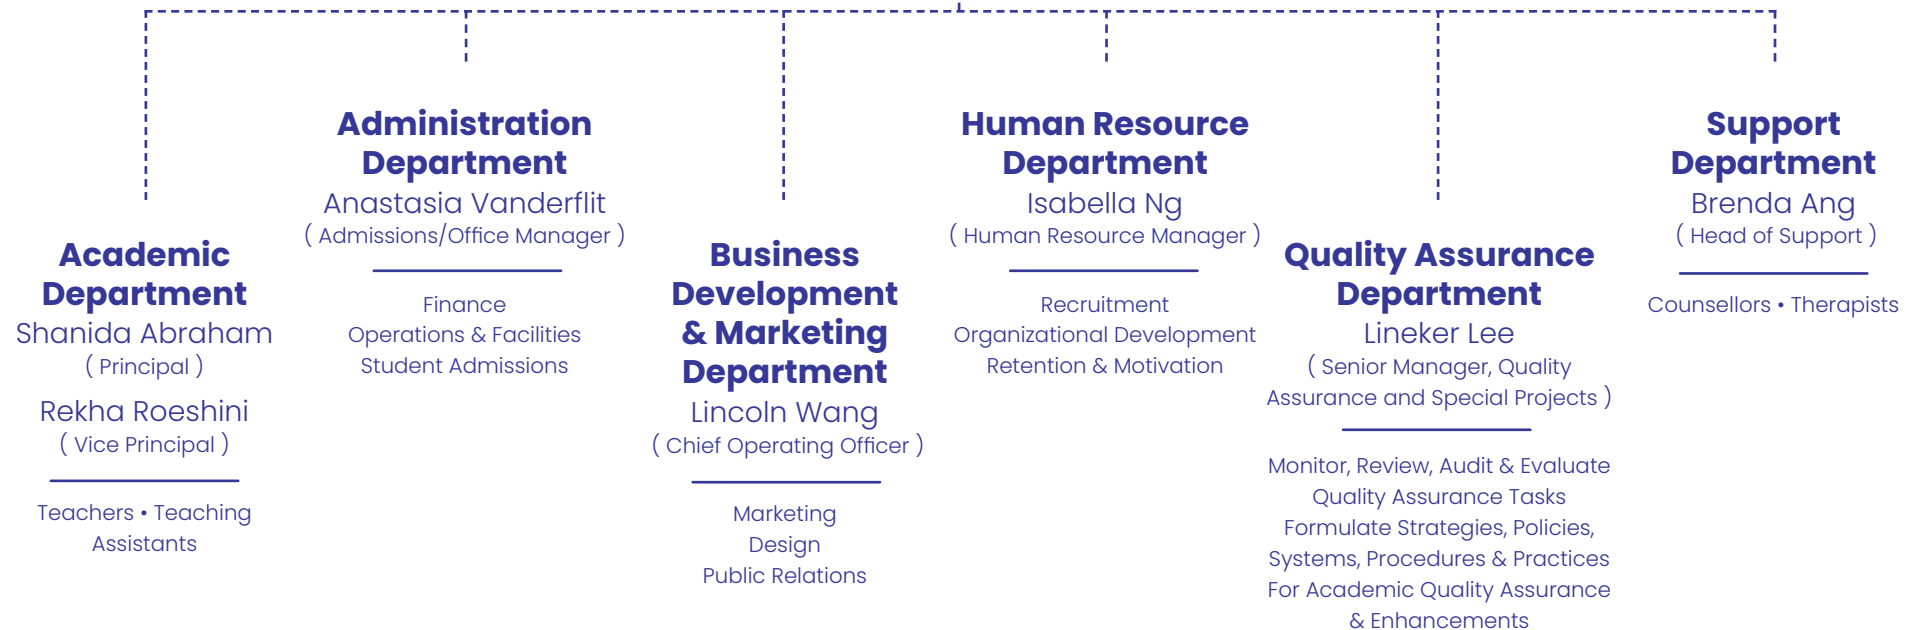 Academic
Department
Shanida Abraham
( Principal )
Rekha Roeshini
( Vice Principal )
Teachers • Teaching
Assistants
Administration
Department
Anastasia Vanderflit
( Admissions/Office Manager )
Finance
Operations & Facilities
Student Admissions
Business
Development
& Marketing
Department
Lincoln Wang
( Chief Operating Officer )
Marketing
Design
Public Relations
Human Resource
Department
Isabella Ng
( Human Resource Manager )
Recruitment
Organizational Development
Retention & Motivation
Quality Assurance
Department
Lineker Lee
( Senior Manager, Quality
Assurance and Special Projects )
Monitor, Review, Audit & Evaluate
Quality Assurance Tasks
Formulate Strategies, Policies,
Systems, Procedures & Practices
For Academic Quality Assurance
& Enhancements
Support
Department
Brenda Ang
( Head of Support )
Counsellors • Therapists